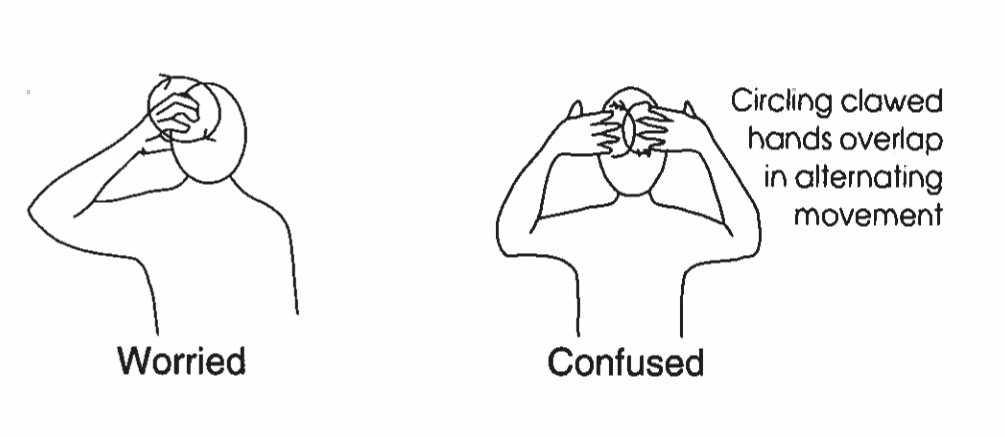 Circling clawed
hands overlap
in alternating
movement
Worried
Confused